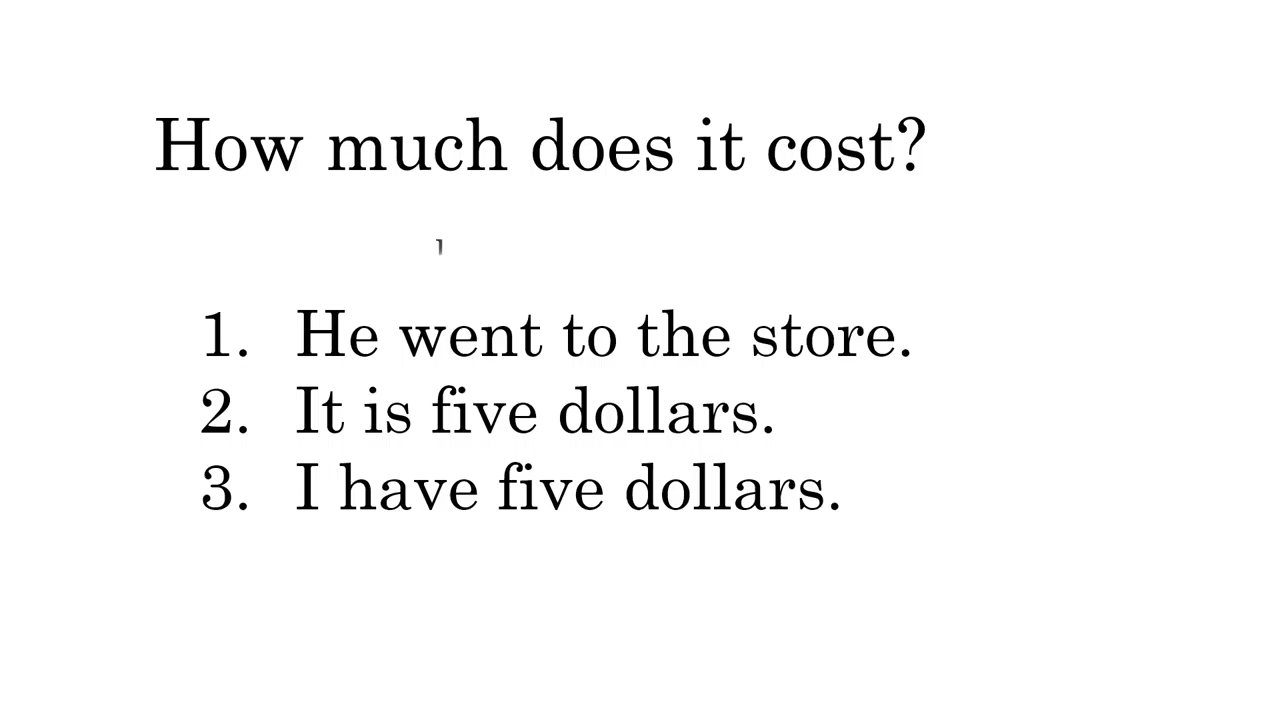 How much does it cost?
1. He went to the store.
2. It is five dollars.
3. I have five dollars.